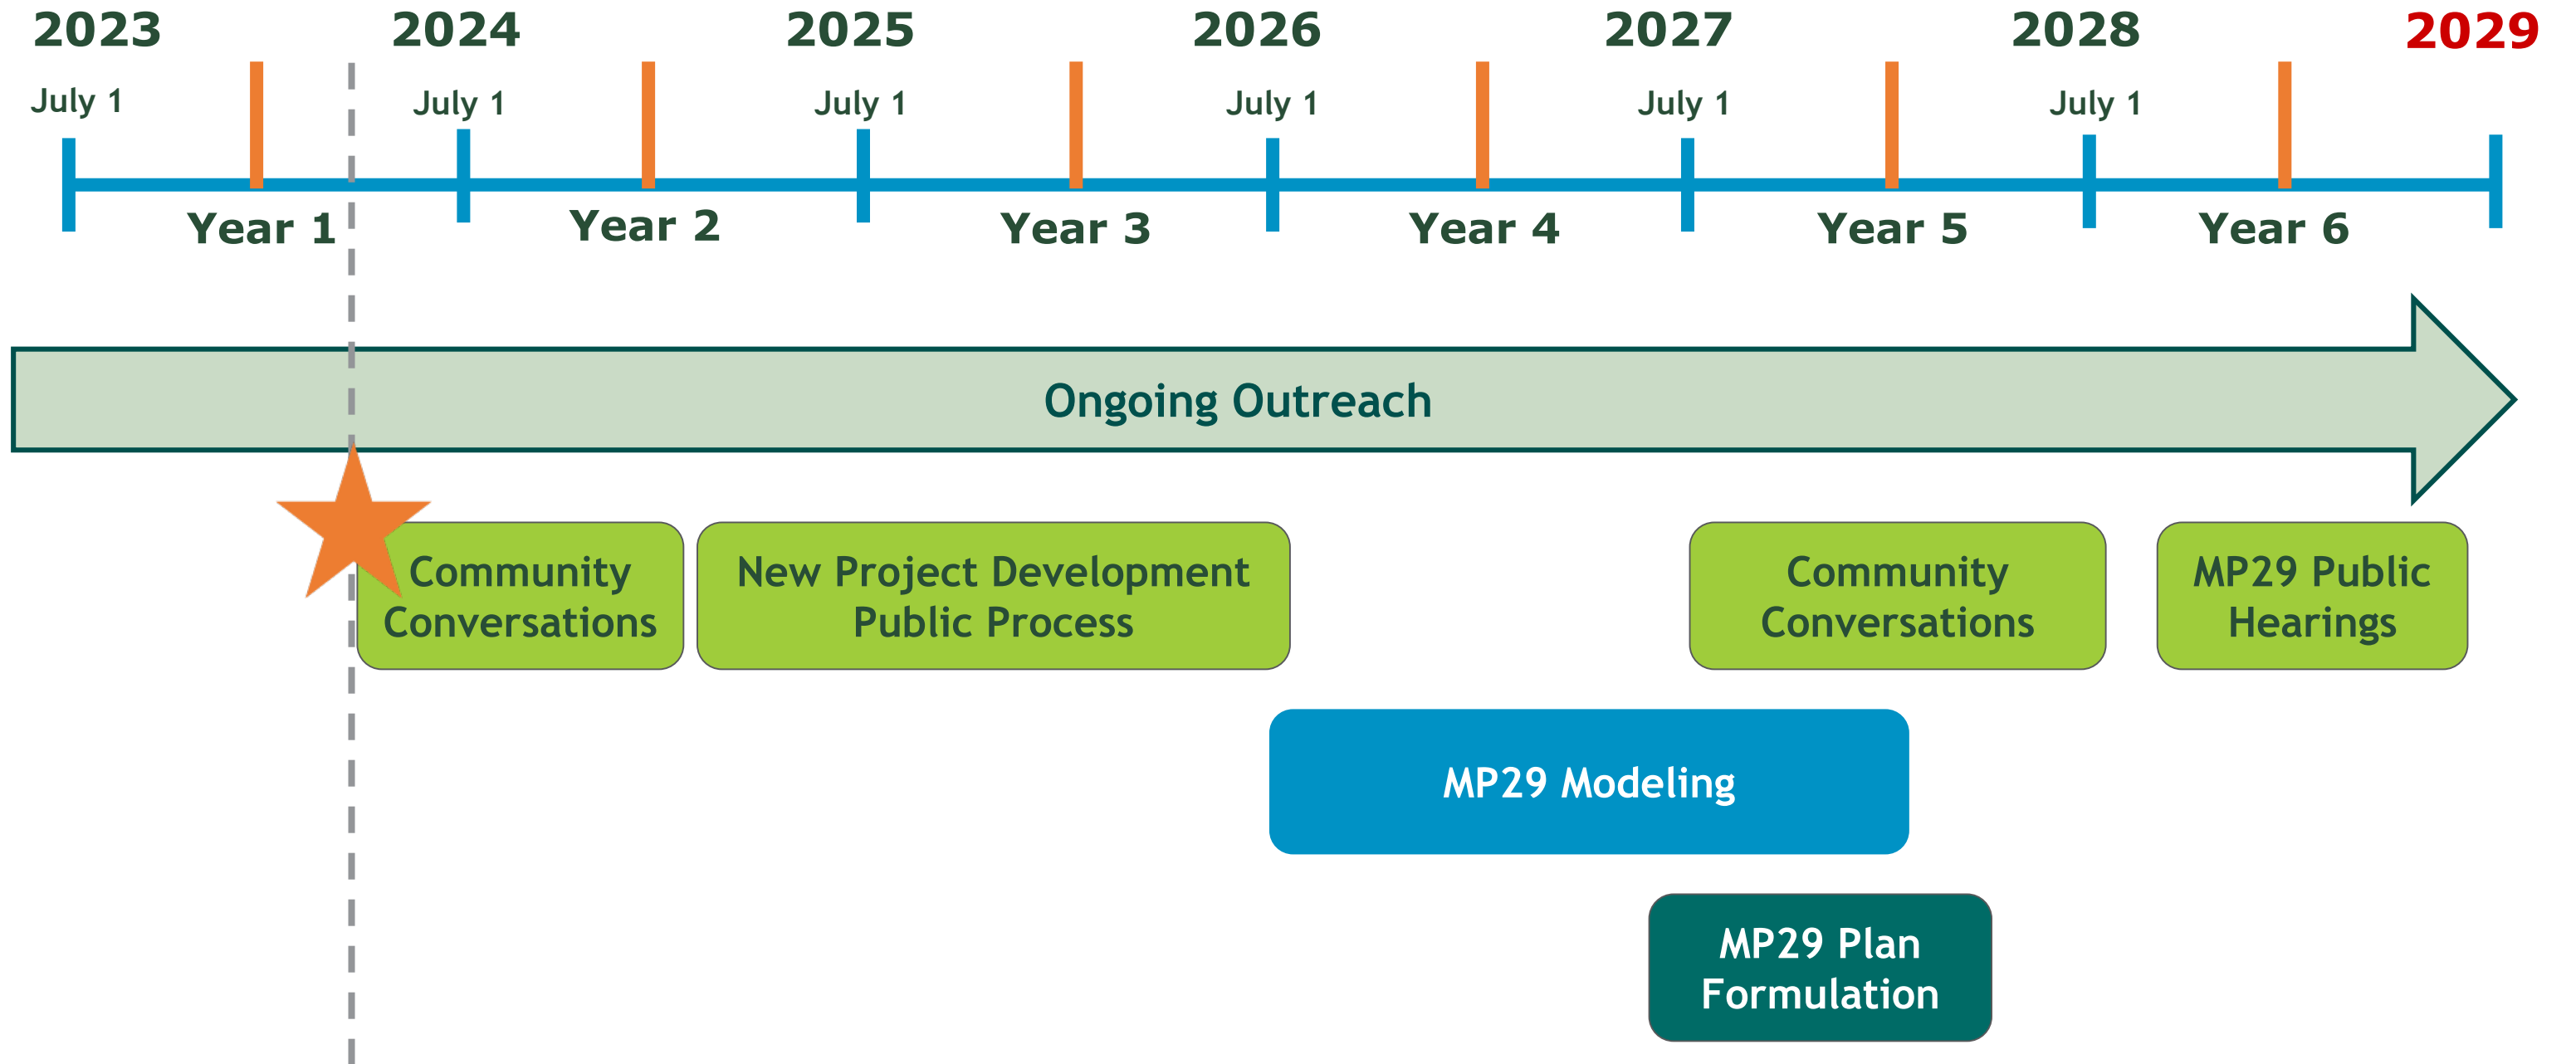 2023 2024 2025 2026 2027 2028 2029
July 1 July 1 July 1 July 1 July 1 July 1
Year 1 Year 2 Year 3 Year 4 Year 5 Year 6
Ongoing Outreach
Community
Conversations
New Project Development
Public Process
Community
Conversations
MP29 Public
Hearings
MP29 Modeling
MP29 Plan
Formulation